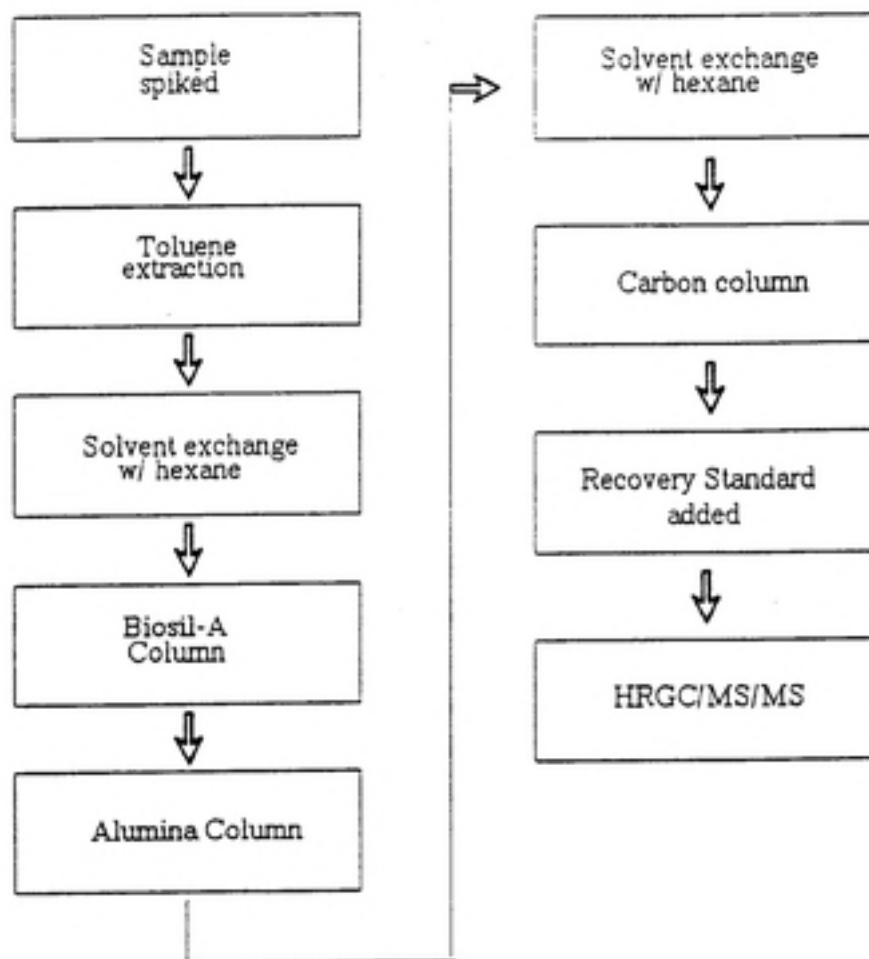 Sample
spiked
Toluene
extraction
Solvent exchange
w/ hexane
Biosil-A
Column
Alumina Column
Solvent exchange
w/ hexane
Carbon column
Recovery Standard
added
HRGC/MS/MS